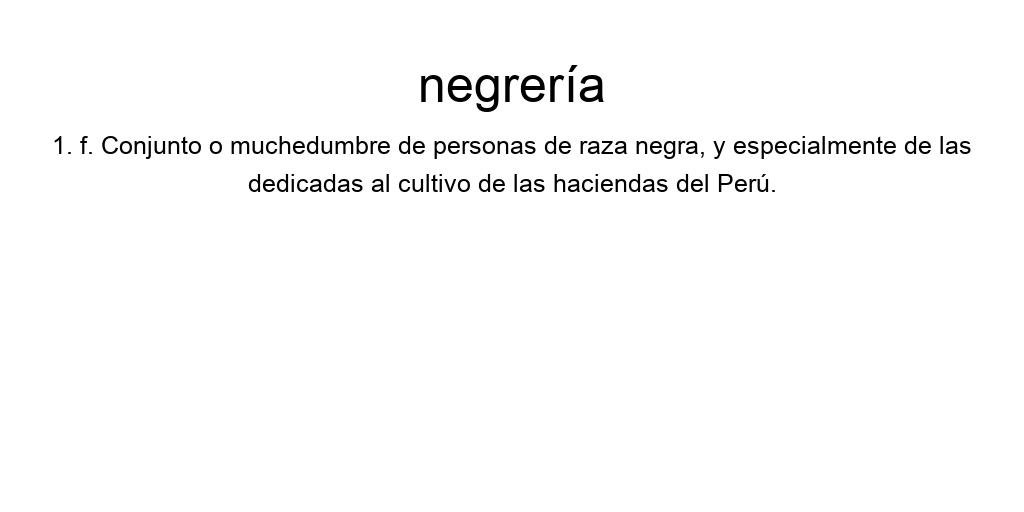 negrería
1. f. Conjunto o muchedumbre de personas de raza negra, y especialmente de las
dedicadas al cultivo de las haciendas del Perú.